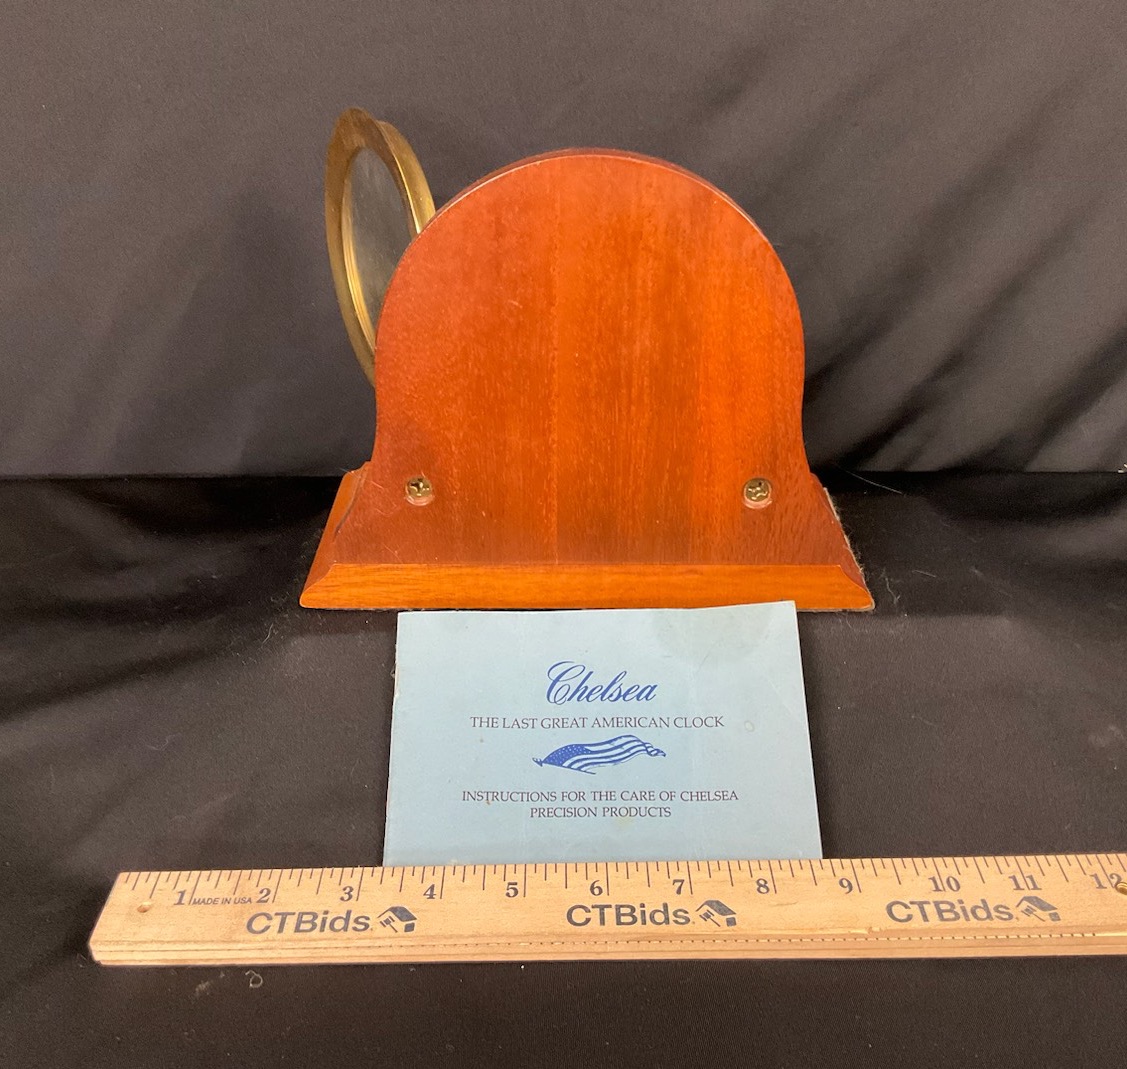 Chelsea
THE LAST GREAT AMERICAN CLOCK
INSTRUCTIONS FOR THE CARE OF CHELSEA
PRECISION PRODUCTS
1 2 3 4 5 6 7 8 9 10 11 12
MADE IN USA
CTBids. CTBids. CTBids.